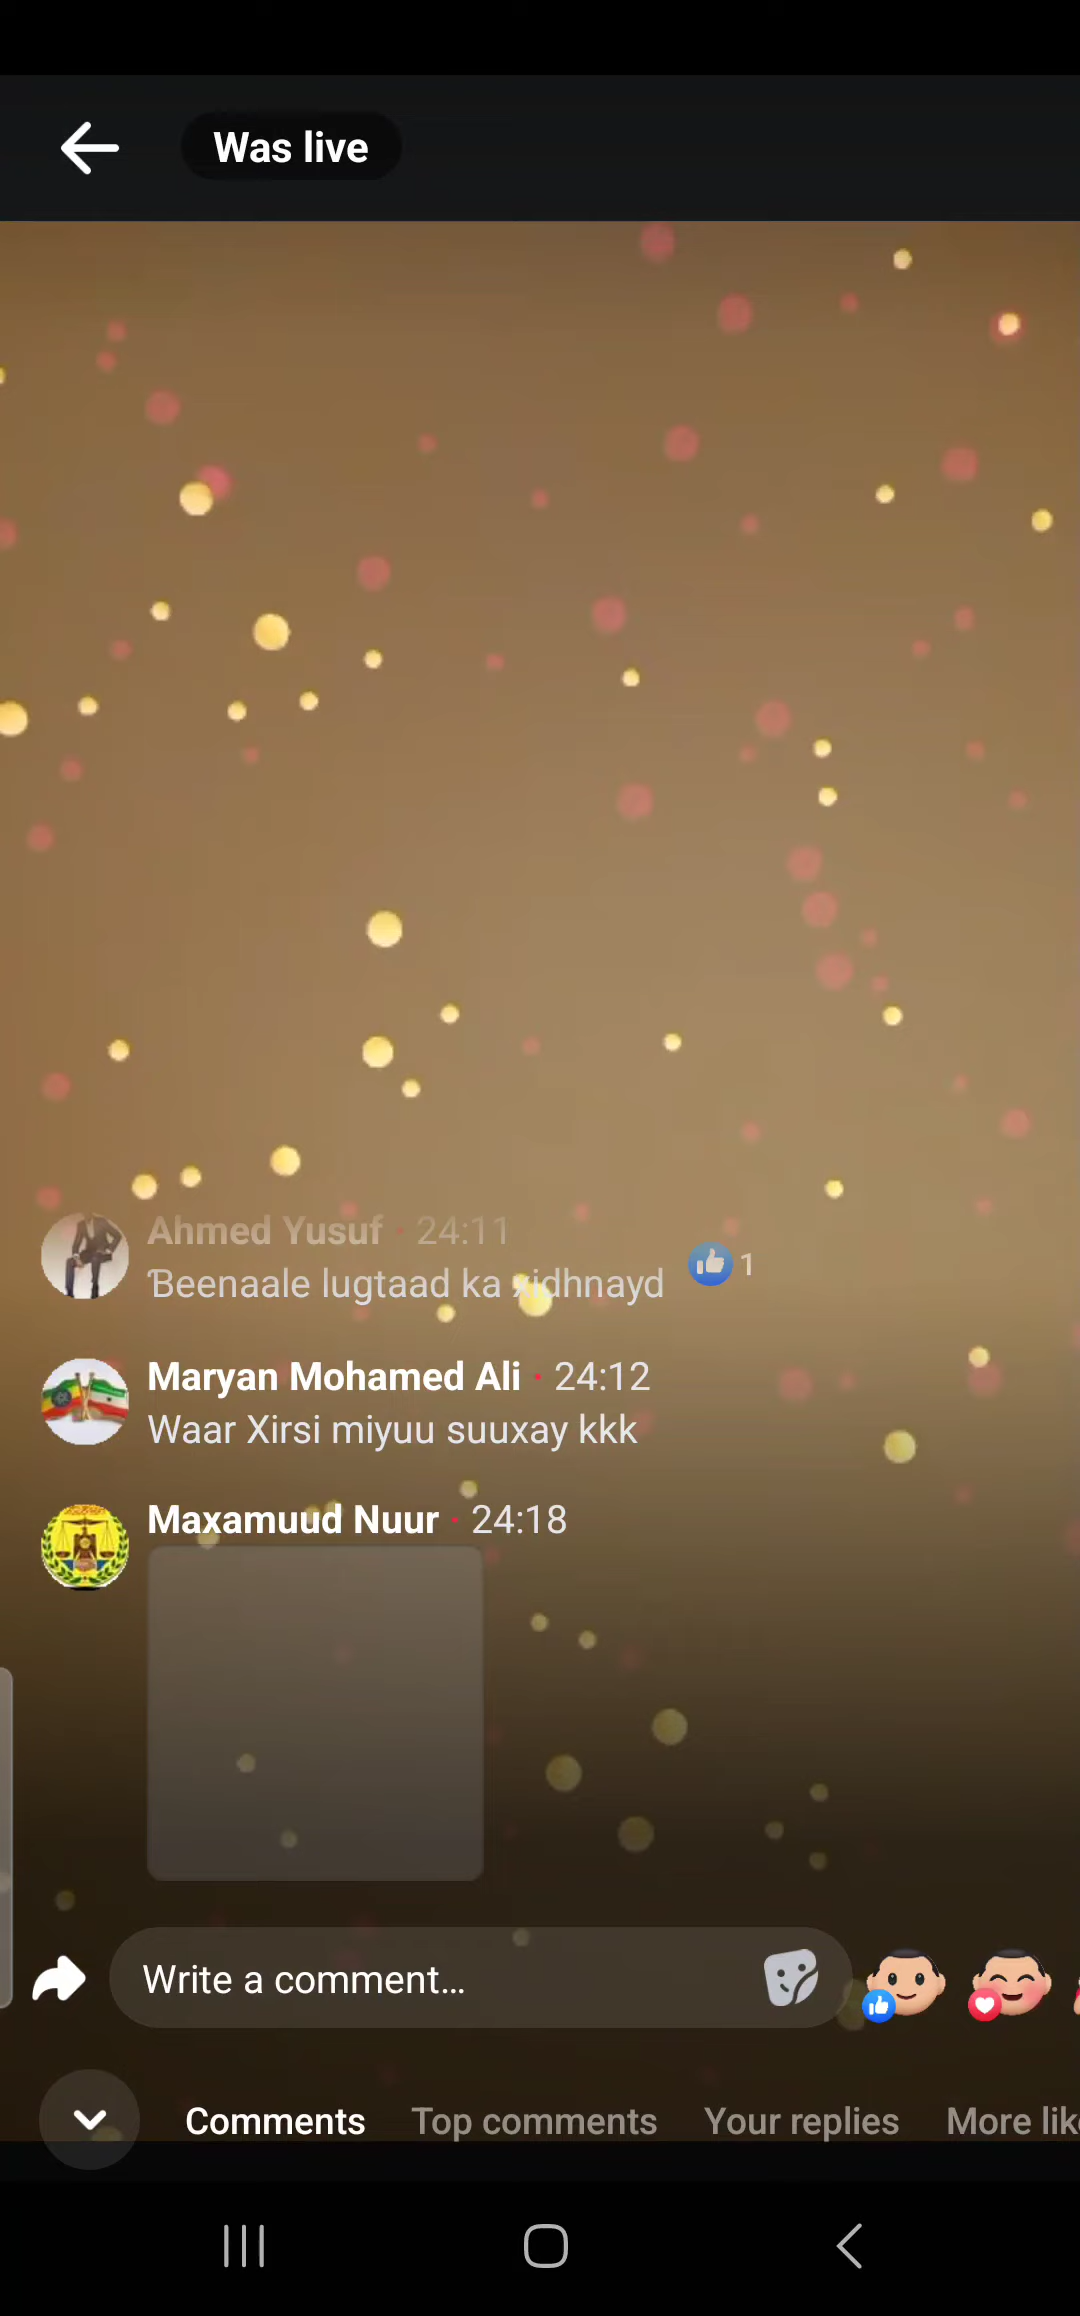 Was live
Ahmed Yusuf · 24:11
Ɓeenaale lugtaad ka xidhnayd
1
Maryan Mohamed Ali · 24:12
Waar Xirsi miyuu suuxay kkk
Maxamuud Nuur · 24:18
Write a comment...
Comments Top comments Your replies More lik